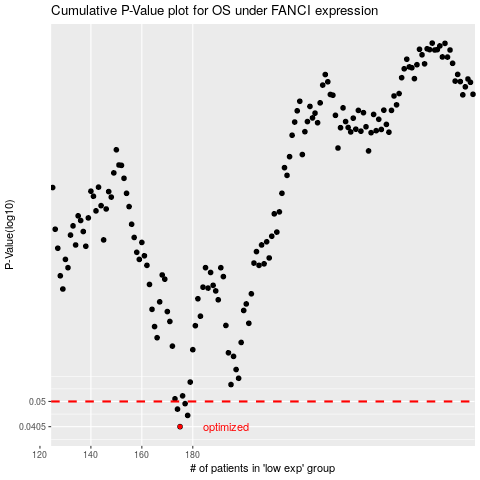 Cumulative P-Value plot for OS under FANCI expression
P-Value(log10)
0.05
0.0405
optimized
120
140
160
180
# of patients in 'low exp' group